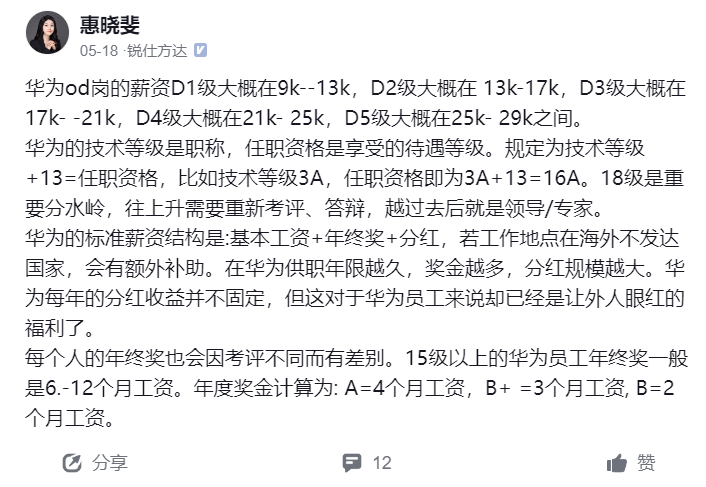 惠晓斐
05-18 ·锐仕方达
华为od岗的薪资D1级大概在9k--13k，D2级大概在 13k-17k，D3级大概在
17k- -21k，D4级大概在21k- 25k，D5级大概在25k- 29k之间。
华为的技术等级是职称，任职资格是享受的待遇等级。规定为技术等级
+13=任职资格，比如技术等级3A，任职资格即为3A+13=16A。18级是重
要分水岭，往上升需要重新考评、答辩，越过去后就是领导/专家。
华为的标准薪资结构是:基本工资+年终奖+分红，若工作地点在海外不发达
国家，会有额外补助。在华为供职年限越久，奖金越多，分红规模越大。华
为每年的分红收益并不固定，但这对于华为员工来说却已经是让外人眼红的
福利了。
每个人的年终奖也会因考评不同而有差别。15级以上的华为员工年终奖一般
是6.-12个月工资。年度奖金计算为: A=4个月工资，B+ =3个月工资, B=2
个月工资。
分享 12 赞